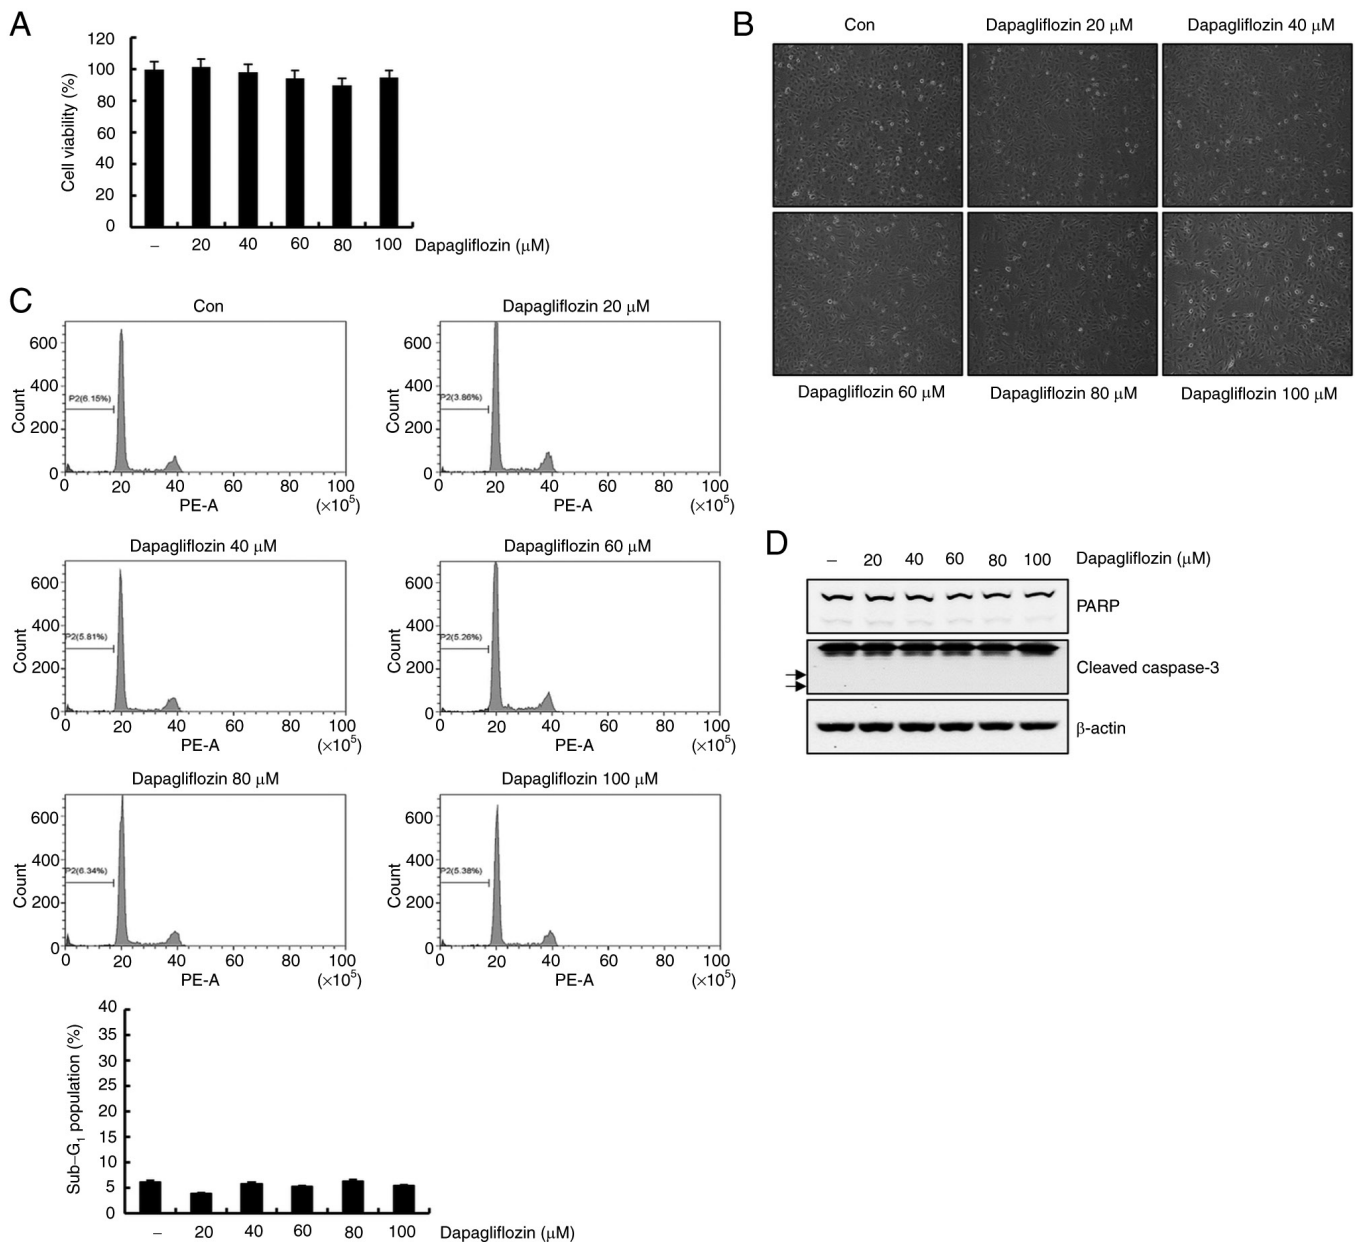 A
120
100
80
60
40
20
0
Cell viability (%)
– 20 40 60 80 100 Dapagliflozin (μM)
B
Con Dapagliflozin 20 μM Dapagliflozin 40 μM
Dapagliflozin 60 μM Dapagliflozin 80 μM Dapagliflozin 100 μM
C
Con
600
400
200
0
Count
P2(6.15%)
0 20 40 60 80 100
PE-A (×10⁵)
Dapagliflozin 20 μM
600
400
200
0
Count
P2(3.86%)
0 20 40 60 80 100
PE-A (×10⁵)
Dapagliflozin 40 μM
600
400
200
0
Count
P2(5.81%)
0 20 40 60 80 100
PE-A (×10⁵)
Dapagliflozin 60 μM
600
400
200
0
Count
P2(5.26%)
0 20 40 60 80 100
PE-A (×10⁵)
Dapagliflozin 80 μM
600
400
200
0
Count
P2(6.34%)
0 20 40 60 80 100
PE-A (×10⁵)
Dapagliflozin 100 μM
600
400
200
0
Count
P2(5.38%)
0 20 40 60 80 100
PE-A (×10⁵)
40
35
30
25
20
15
10
5
0
Sub–G₁ population (%)
– 20 40 60 80 100 Dapagliflozin (μM)
D
– 20 40 60 80 100 Dapagliflozin (μM)
PARP
Cleaved caspase-3
β-actin